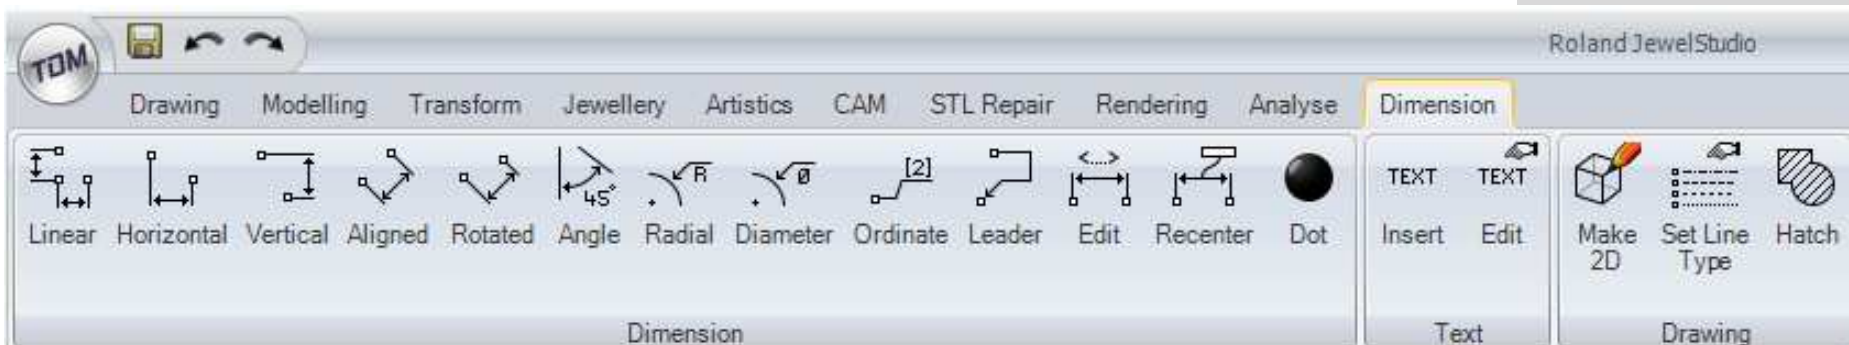 Roland JewelStudio
TDM
Drawing Modelling Transform Jewellery Artistics CAM STL Repair Rendering Analyse Dimension
45° R ø [2] <...> TEXT TEXT
Linear Horizontal Vertical Aligned Rotated Angle Radial Diameter Ordinate Leader Edit Recenter Dot Insert Edit Make 2D Set Line Type Hatch
Dimension Text Drawing